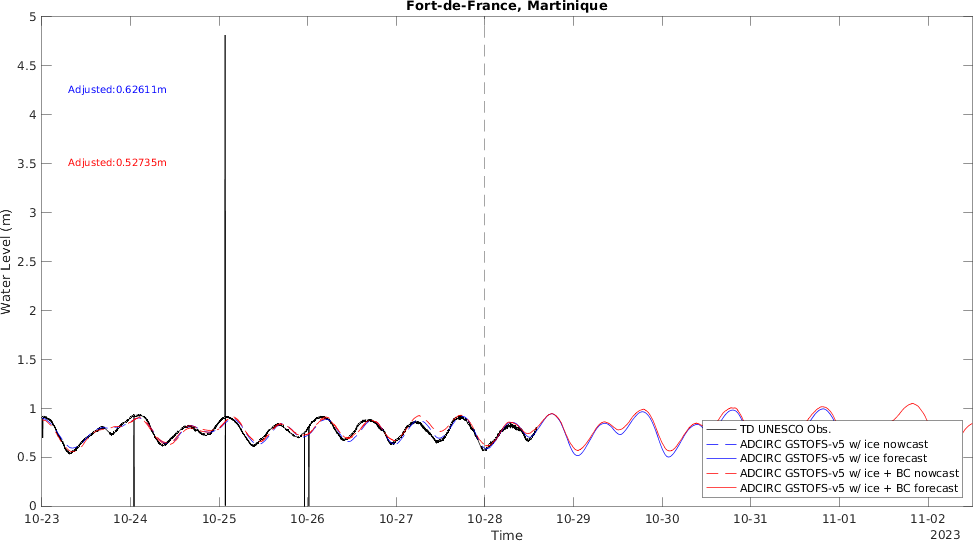 Fort-de-France, Martinique
5
4.5
4
3.5
3
2.5
2
1.5
1
0.5
0
Water Level (m)
Adjusted:0.62611m
Adjusted:0.52735m
TD UNESCO Obs.
ADCIRC GSTOFS-v5 w/ ice nowcast
ADCIRC GSTOFS-v5 w/ ice forecast
ADCIRC GSTOFS-v5 w/ ice + BC nowcast
ADCIRC GSTOFS-v5 w/ ice + BC forecast
10-23 10-24 10-25 10-26 10-27 10-28 10-29 10-30 10-31 11-01 11-02
Time
2023